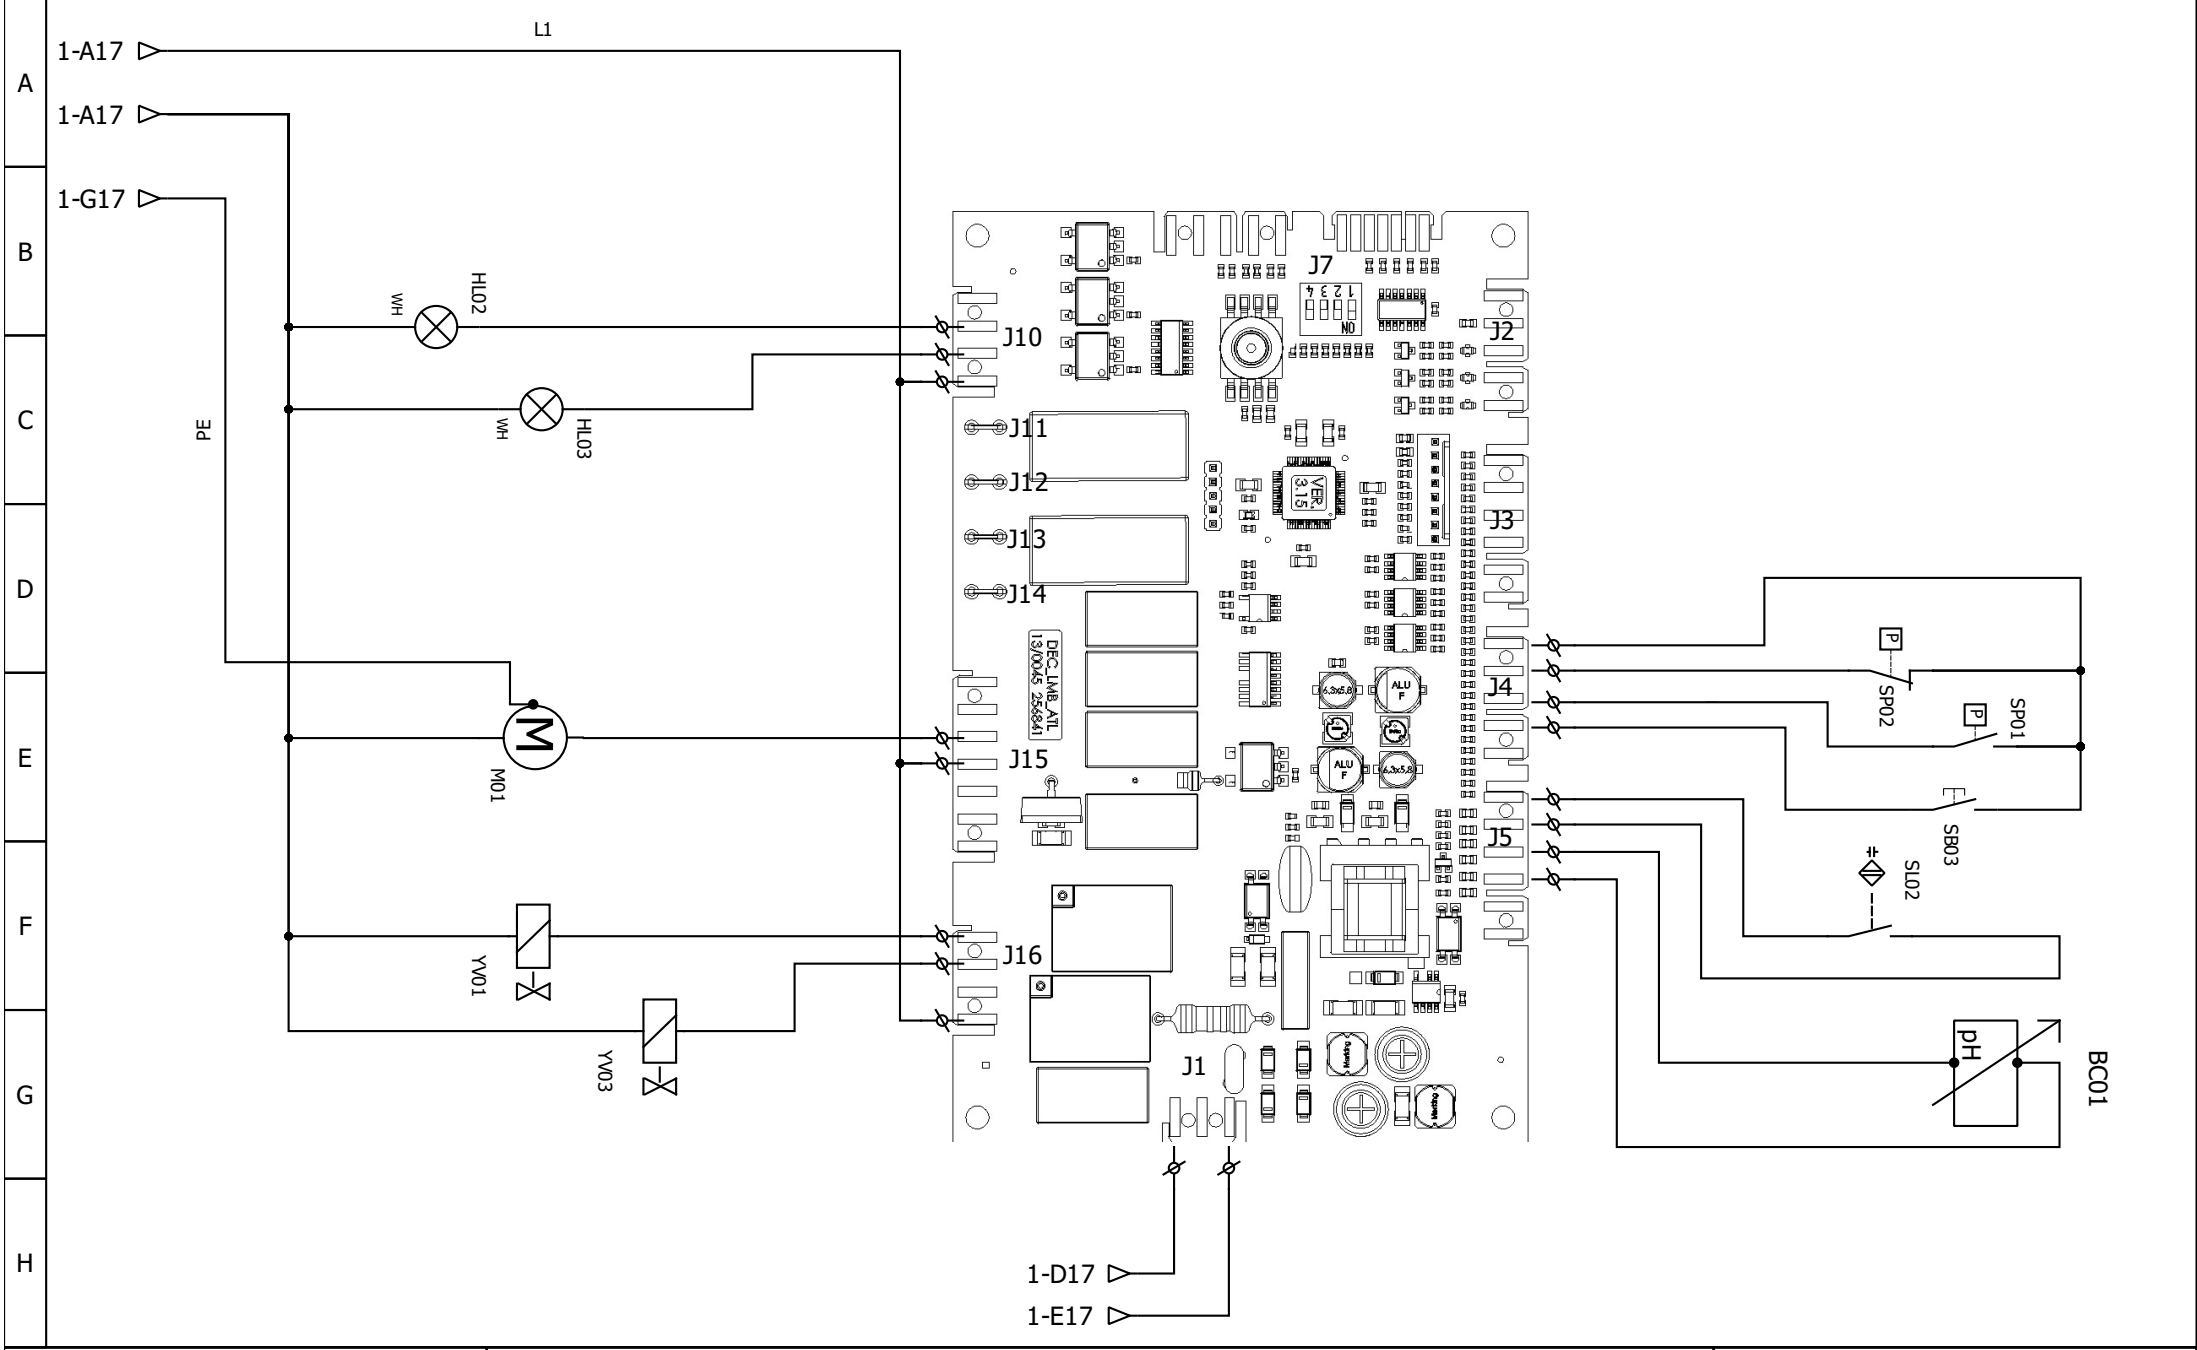 L1
1-A17
A
1-A17
1-G17
B
J7
1 2 3 4
ON
HL02
WH
J10
J2
C
PE
WH
HL03
J11
J12
VER.
3.15
J3
J13
D
J14
DEC_LMB_ATL
13/0045 256841
P
SP02
J4
6,3x5,8
ALU
F
P
SP01
E
M
M01
J15
ALU
F
6,3x5,8
J5
SB03
SL02
F
YV01
J16
YV03
J1
Marking
pH
BC01
G
Marking
H
1-D17
1-E17